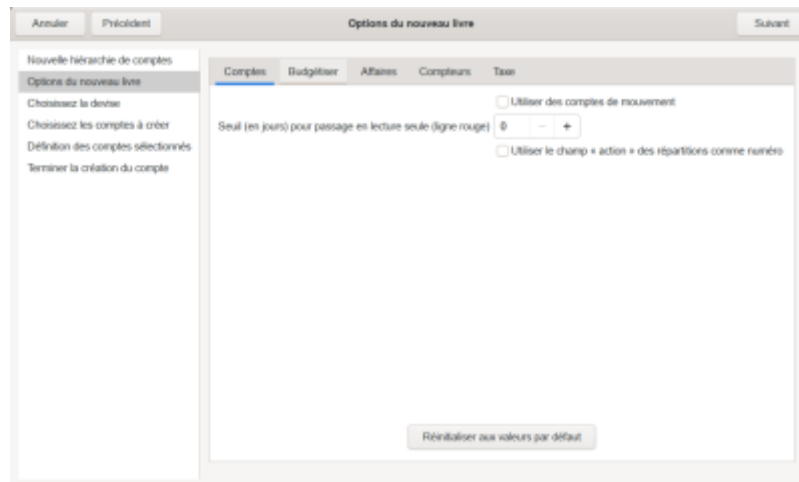 Annuler Précédent Options du nouveau livre Suivant
Nouvelle hiérarchie de comptes
Options du nouveau livre
Choisissez la devise
Choisissez les comptes à créer
Définition des comptes sélectionnés
Terminer la création du compte
Comptes Budgétiser Affaires Compteurs Taxe
Utiliser des comptes de mouvement
Seuil (en jours) pour passage en lecture seule (ligne rouge) 0 − +
Utiliser le champ « action » des répartitions comme numéro
Réinitialiser aux valeurs par défaut